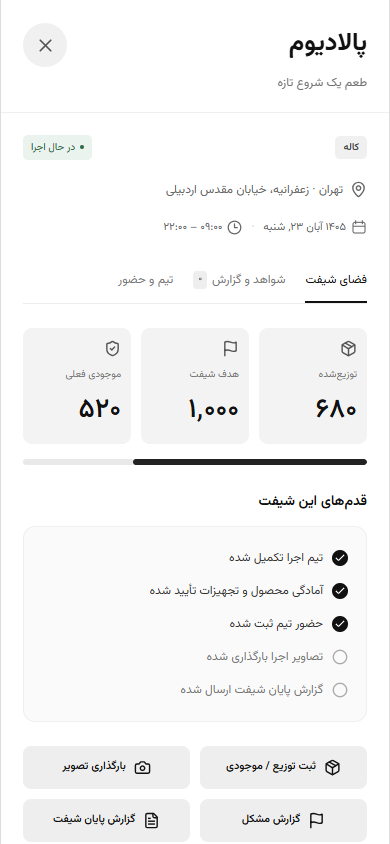 پالادیوم
طعم یک شروع تازه
کاله
در حال اجرا
تهران · زعفرانیه، خیابان مقدس اردبیلی
۱۴۰۵ آبان ۲۳, شنبه · ۰۹:۰۰ – ۲۲:۰۰
فضای شیفت
شواهد و گزارش ۰
تیم و حضور
توزیع‌شده
۶۸۰
هدف شیفت
۱,۰۰۰
موجودی فعلی
۵۲۰
قدم‌های این شیفت
تیم اجرا تکمیل شده
آمادگی محصول و تجهیزات تأیید شده
حضور تیم ثبت شده
تصاویر اجرا بارگذاری شده
گزارش پایان شیفت ارسال شده
ثبت توزیع / موجودی
بارگذاری تصویر
گزارش مشکل
گزارش پایان شیفت